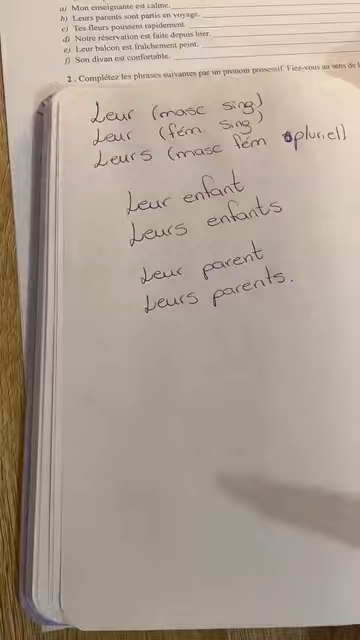 a) Mon enseignante est calme.
b) Leurs parents sont partis en voyage.
c) Tes fleurs poussent rapidement.
d) Notre réservation est faite depuis hier.
e) Leur balcon est fraîchement peint.
f) Son divan est confortable.
2. Complétez les phrases suivantes par un pronom possessif. Fiez-vous au sens de
Leur (masc sing)
Leur (fém. sing)
Leurs (masc fém pluriel)
Leur enfant
Leurs enfants
Leur parent
Leurs parents.